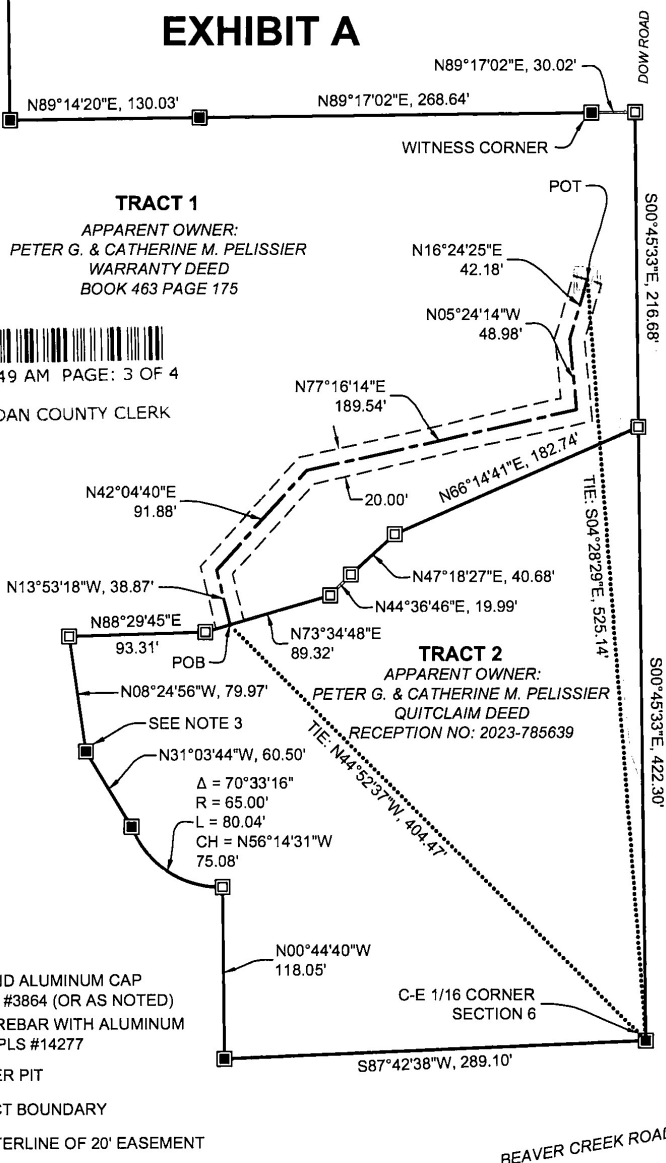 EXHIBIT A
DOW ROAD
N89°17'02"E, 30.02'
N89°14'20"E, 130.03'
N89°17'02"E, 268.64'
WITNESS CORNER
TRACT 1
APPARENT OWNER:
PETER G. & CATHERINE M. PELISSIER
WARRANTY DEED
BOOK 463 PAGE 175
POT
S00°45'33"E, 216.68'
N16°24'25"E
42.18'
N05°24'14"W
48.98'
49 AM PAGE: 3 OF 4
DAN COUNTY CLERK
N77°16'14"E
189.54'
20.00'
N66°14'41"E, 182.74'
TIE: S04°28'29"E, 525.14'
N42°04'40"E
91.88'
N13°53'18"W, 38.87'
N47°18'27"E, 40.68'
N44°36'46"E, 19.99'
N88°29'45"E
93.31'
POB
N73°34'48"E
89.32'
TRACT 2
APPARENT OWNER:
PETER G. & CATHERINE M. PELISSIER
QUITCLAIM DEED
RECEPTION NO: 2023-785639
S00°45'33"E, 422.30'
N08°24'56"W, 79.97'
SEE NOTE 3
TIE: N44°52'37"W, 404.47'
N31°03'44"W, 60.50'
Δ = 70°33'16"
R = 65.00'
L = 80.04'
CH = N56°14'31"W
75.08'
N00°44'40"W
118.05'
C-E 1/16 CORNER
SECTION 6
S87°42'38"W, 289.10'
ND ALUMINUM CAP
#3864 (OR AS NOTED)
REBAR WITH ALUMINUM
PLS #14277
ER PIT
CT BOUNDARY
TERLINE OF 20' EASEMENT
BEAVER CREEK ROAD